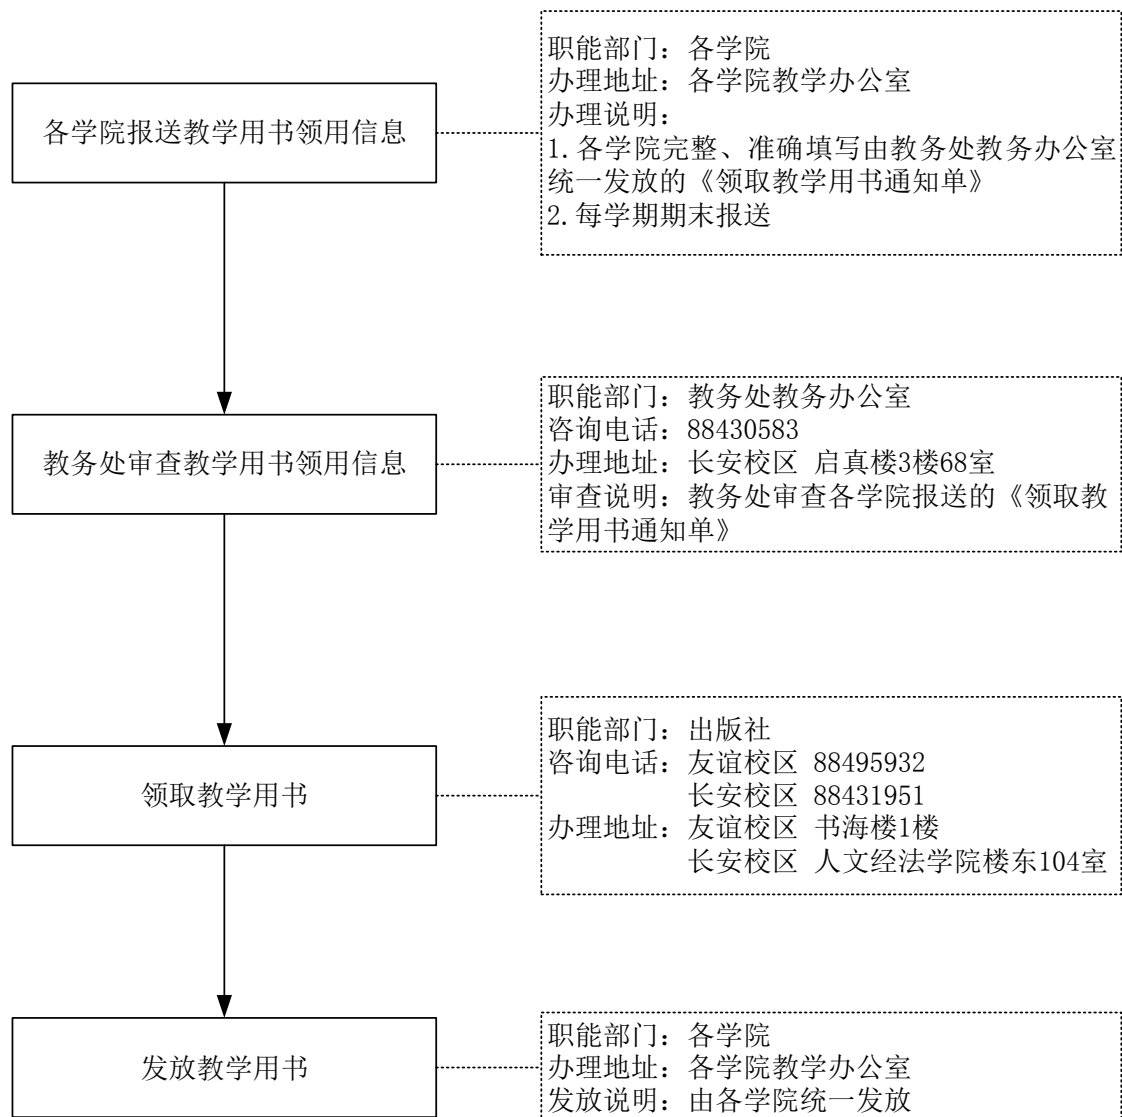 各学院报送教学用书领用信息
职能部门：各学院
办理地址：各学院教学办公室
办理说明：
1.各学院完整、准确填写由教务处教务办公室
统一发放的《领取教学用书通知单》
2.每学期期末报送
教务处审查教学用书领用信息
职能部门：教务处教务办公室
咨询电话：88430583
办理地址：长安校区 启真楼3楼68室
审查说明：教务处审查各学院报送的《领取教
学用书通知单》
领取教学用书
职能部门：出版社
咨询电话：友谊校区 88495932
长安校区 88431951
办理地址：友谊校区 书海楼1楼
长安校区 人文经法学院楼东104室
发放教学用书
职能部门：各学院
办理地址：各学院教学办公室
发放说明：由各学院统一发放